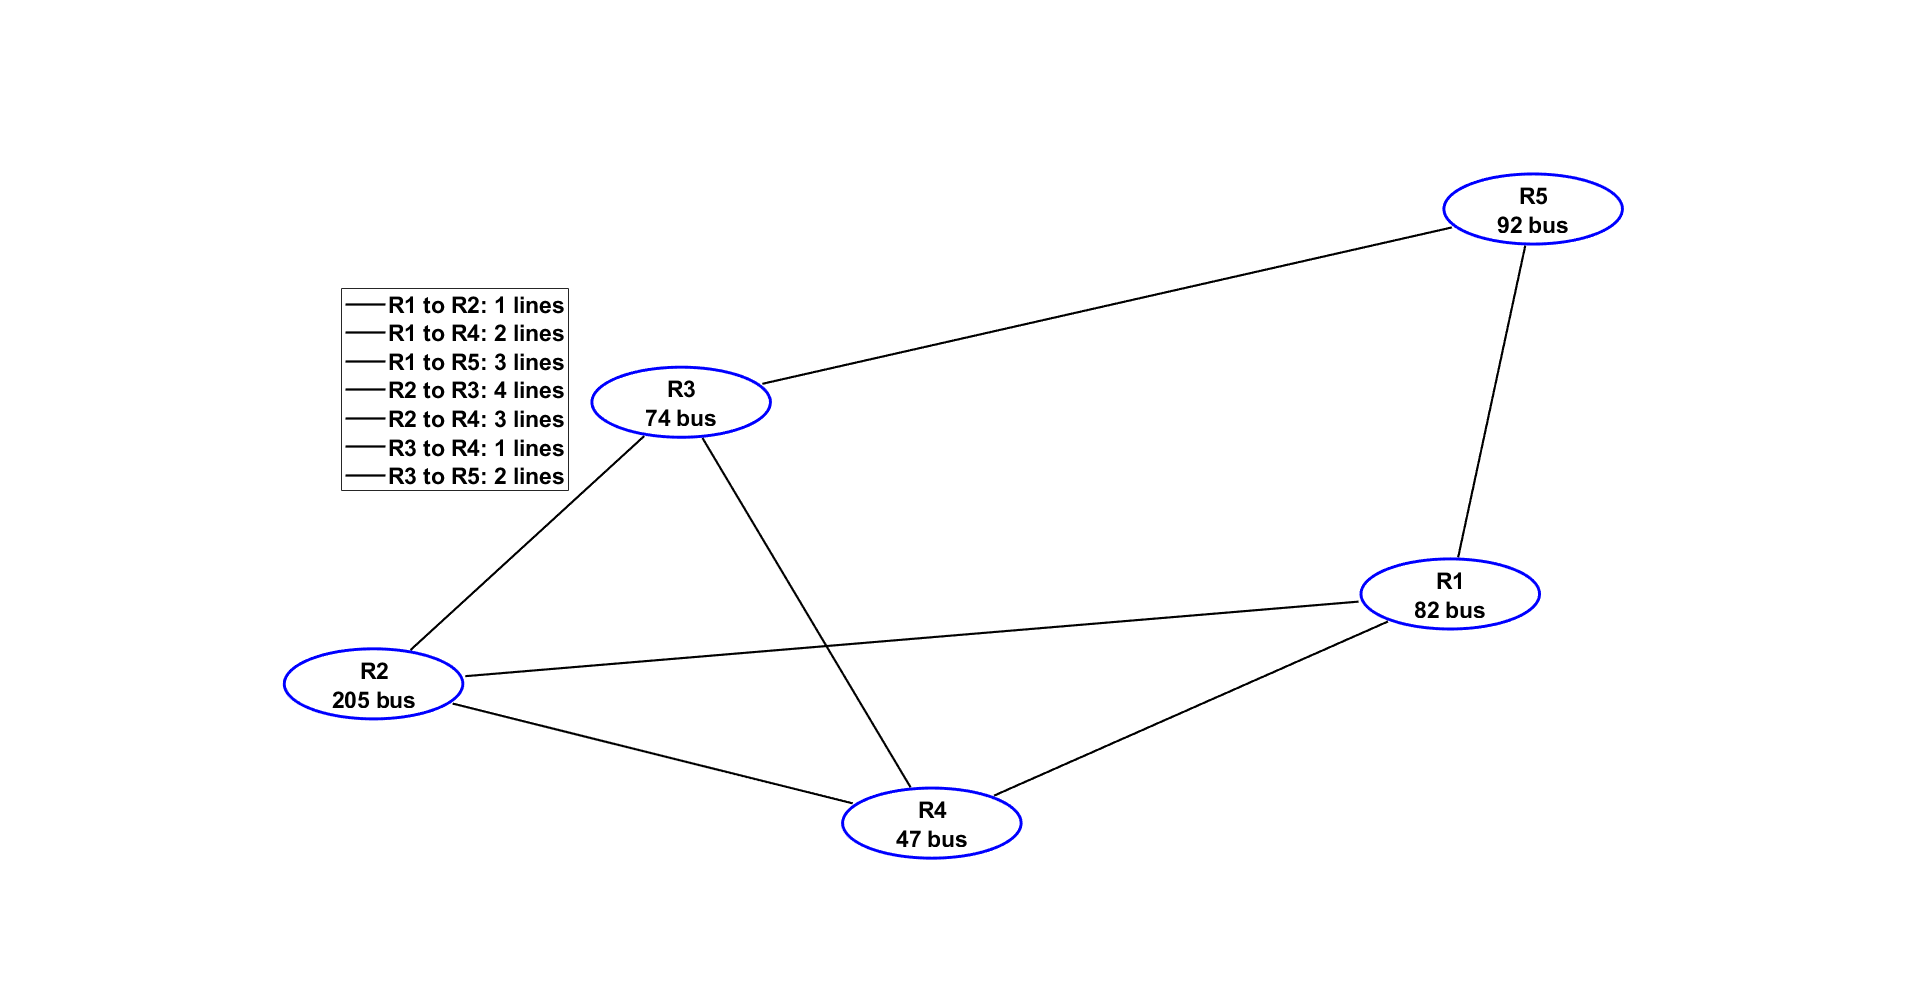 R5
92 bus
R1 to R2: 1 lines
R1 to R4: 2 lines
R1 to R5: 3 lines
R2 to R3: 4 lines
R2 to R4: 3 lines
R3 to R4: 1 lines
R3 to R5: 2 lines
R3
74 bus
R1
82 bus
R2
205 bus
R4
47 bus